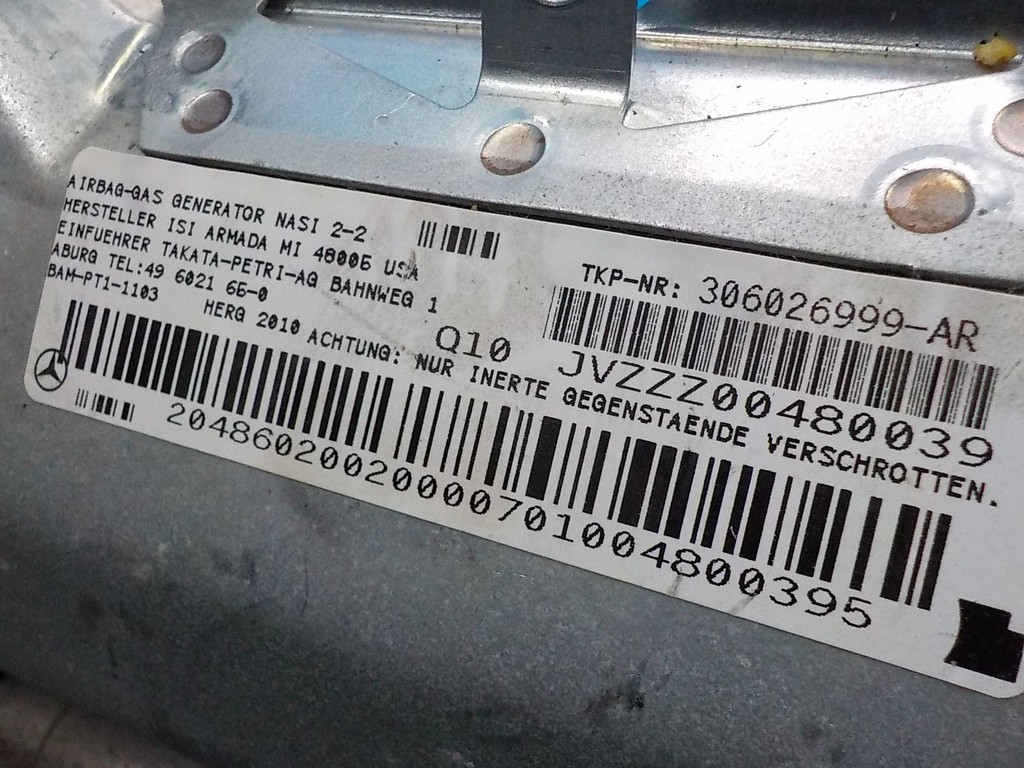 AIRBAG-GAS GENERATOR NASI 2-2
HERSTELLER ISI ARMADA MI 48005 USA
EINFUEHRER TAKATA-PETRI-AG BAHNWEG 1
ABURG TEL:49 6021 65-0
BAM-PT1-1103
HERG 2010 ACHTUNG: NUR INERTE GEGENSTAENDE VERSCHROTTEN.
Q10
TKP-NR: 306026999-AR
JVZZZ00480039
20486020020000701004800395